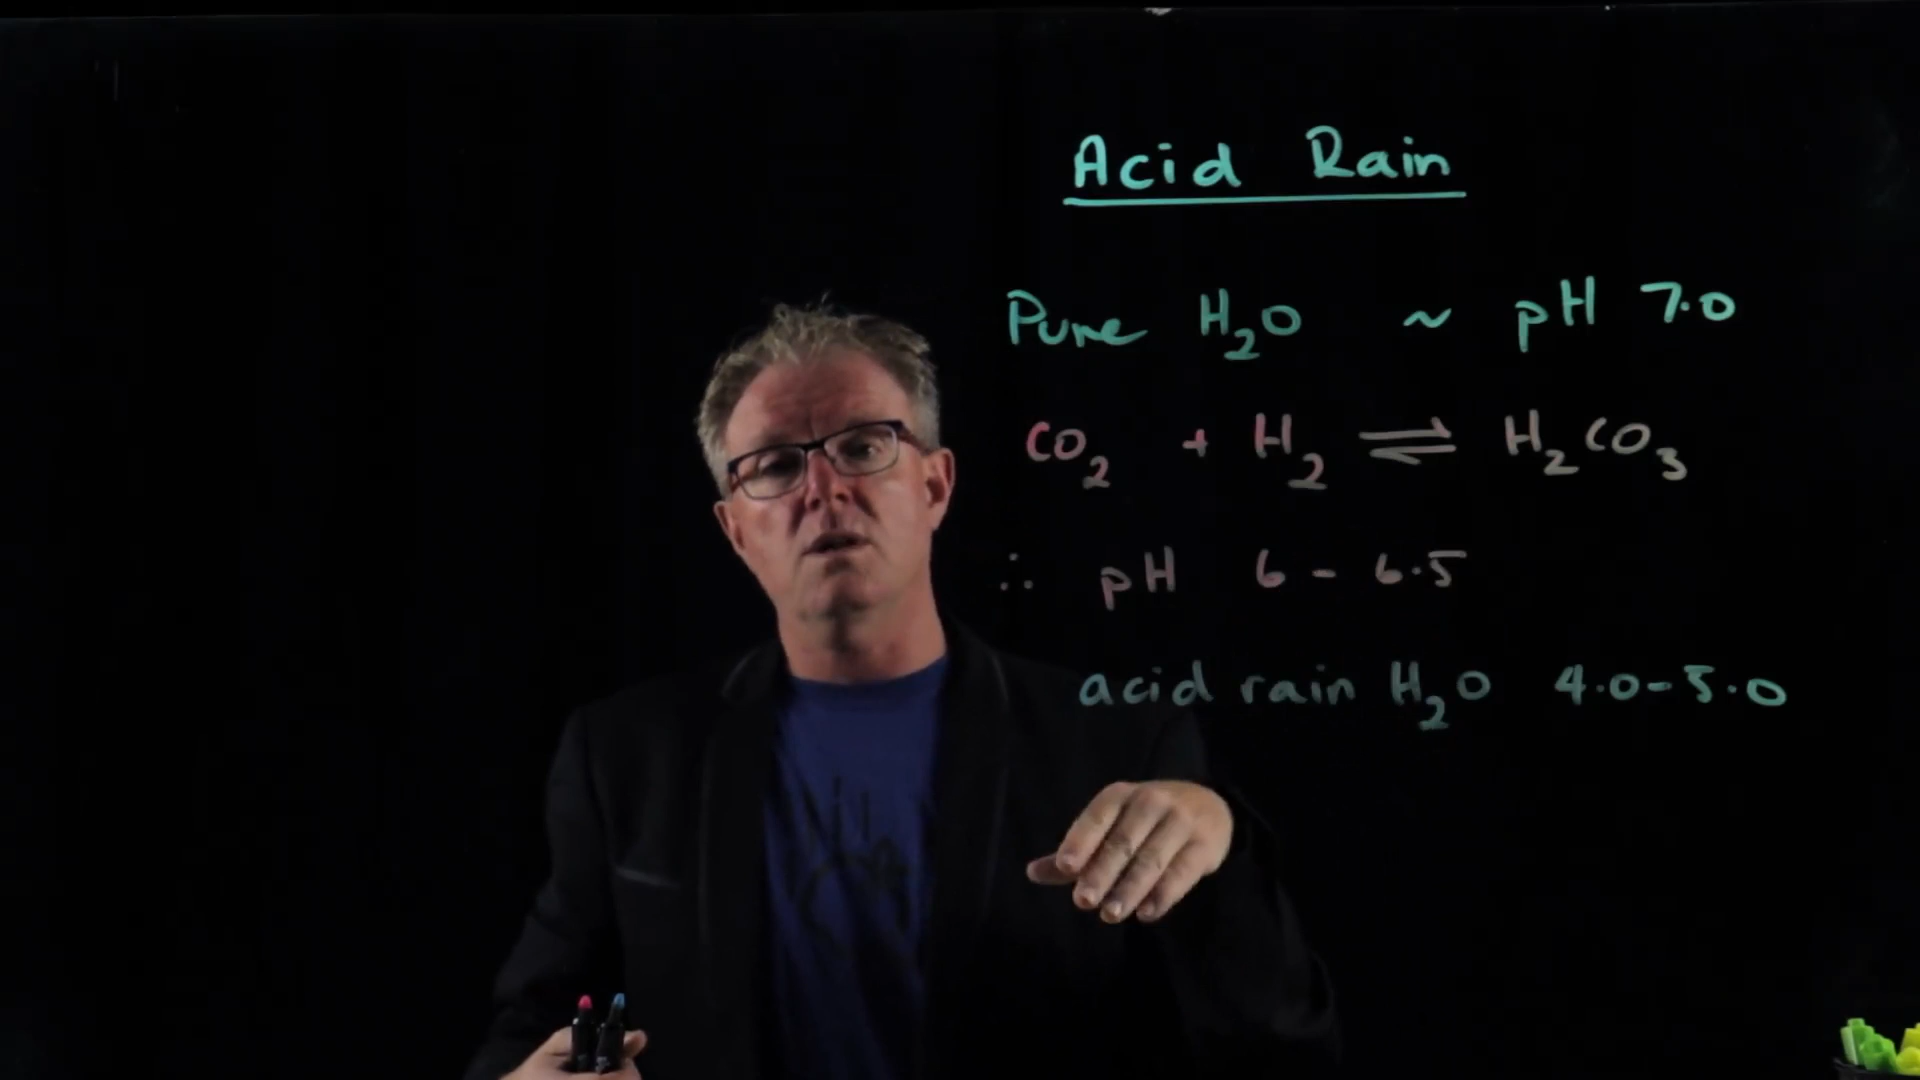 Acid Rain
Pure H₂O ~ pH 7.0
CO₂ + H₂ ⇌ H₂CO₃
∴ pH 6 - 6.5
acid rain H₂O 4.0-5.0